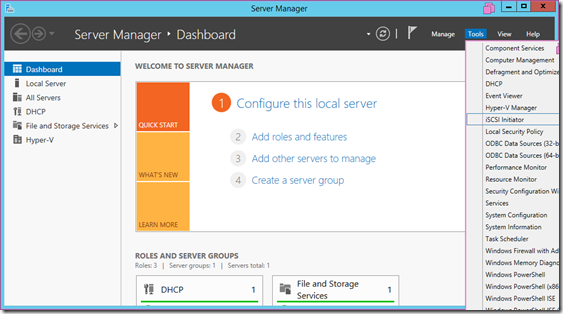 Server Manager
Server Manager • Dashboard
Manage Tools View Help
Dashboard
Local Server
All Servers
DHCP
File and Storage Services
Hyper-V
WELCOME TO SERVER MANAGER
QUICK START
WHAT'S NEW
LEARN MORE
1 Configure this local server
2 Add roles and features
3 Add other servers to manage
4 Create a server group
ROLES AND SERVER GROUPS
Roles: 3 | Server groups: 1 | Servers total: 1
DHCP 1
File and Storage Services 1
Component Services
Computer Management
Defragment and Optimize
DHCP
Event Viewer
Hyper-V Manager
iSCSI Initiator
Local Security Policy
ODBC Data Sources (32-b
ODBC Data Sources (64-b
Performance Monitor
Resource Monitor
Security Configuration Wi
Services
System Configuration
System Information
Task Scheduler
Windows Firewall with Ad
Windows Memory Diagno
Windows PowerShell
Windows PowerShell (x86
Windows PowerShell ISE
Windows PowerShell ISE